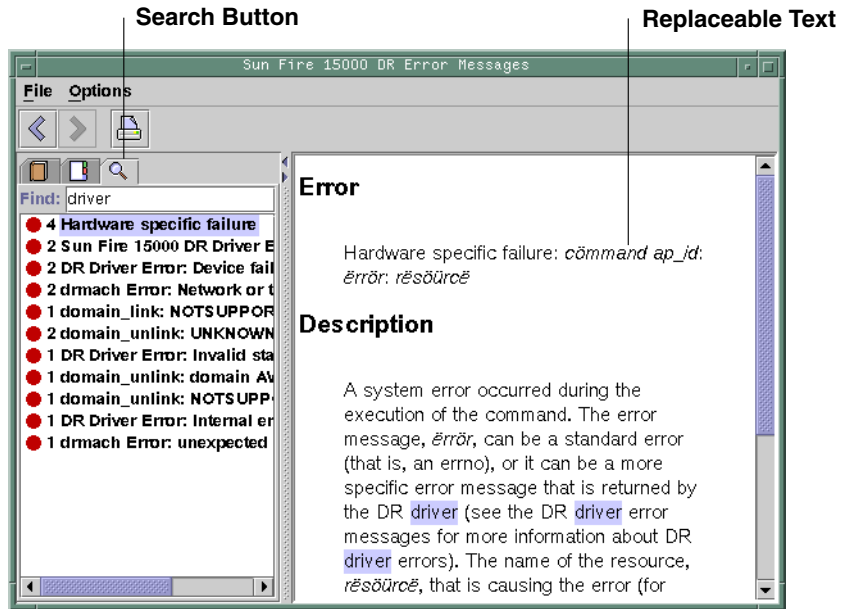 Search Button
Replaceable Text
Sun Fire 15000 DR Error Messages
File Options
Find: driver
4 Hardware specific failure
2 Sun Fire 15000 DR Driver E
2 DR Driver Error: Device fail
2 drmach Error: Network or t
1 domain_link: NOTSUPPOR
2 domain_unlink: UNKNOWN
1 DR Driver Error: Invalid sta
1 domain_unlink: domain AV
1 domain_unlink: NOTSUPP
1 DR Driver Error: Internal er
1 drmach Error: unexpected
Error
Hardware specific failure: cömmand ap_id:
ërrör: rësöürcë
Description
A system error occurred during the
execution of the command. The error
message, ërrör, can be a standard error
(that is, an errno), or it can be a more
specific error message that is returned by
the DR driver (see the DR driver error
messages for more information about DR
driver errors). The name of the resource,
rësöürcë, that is causing the error (for